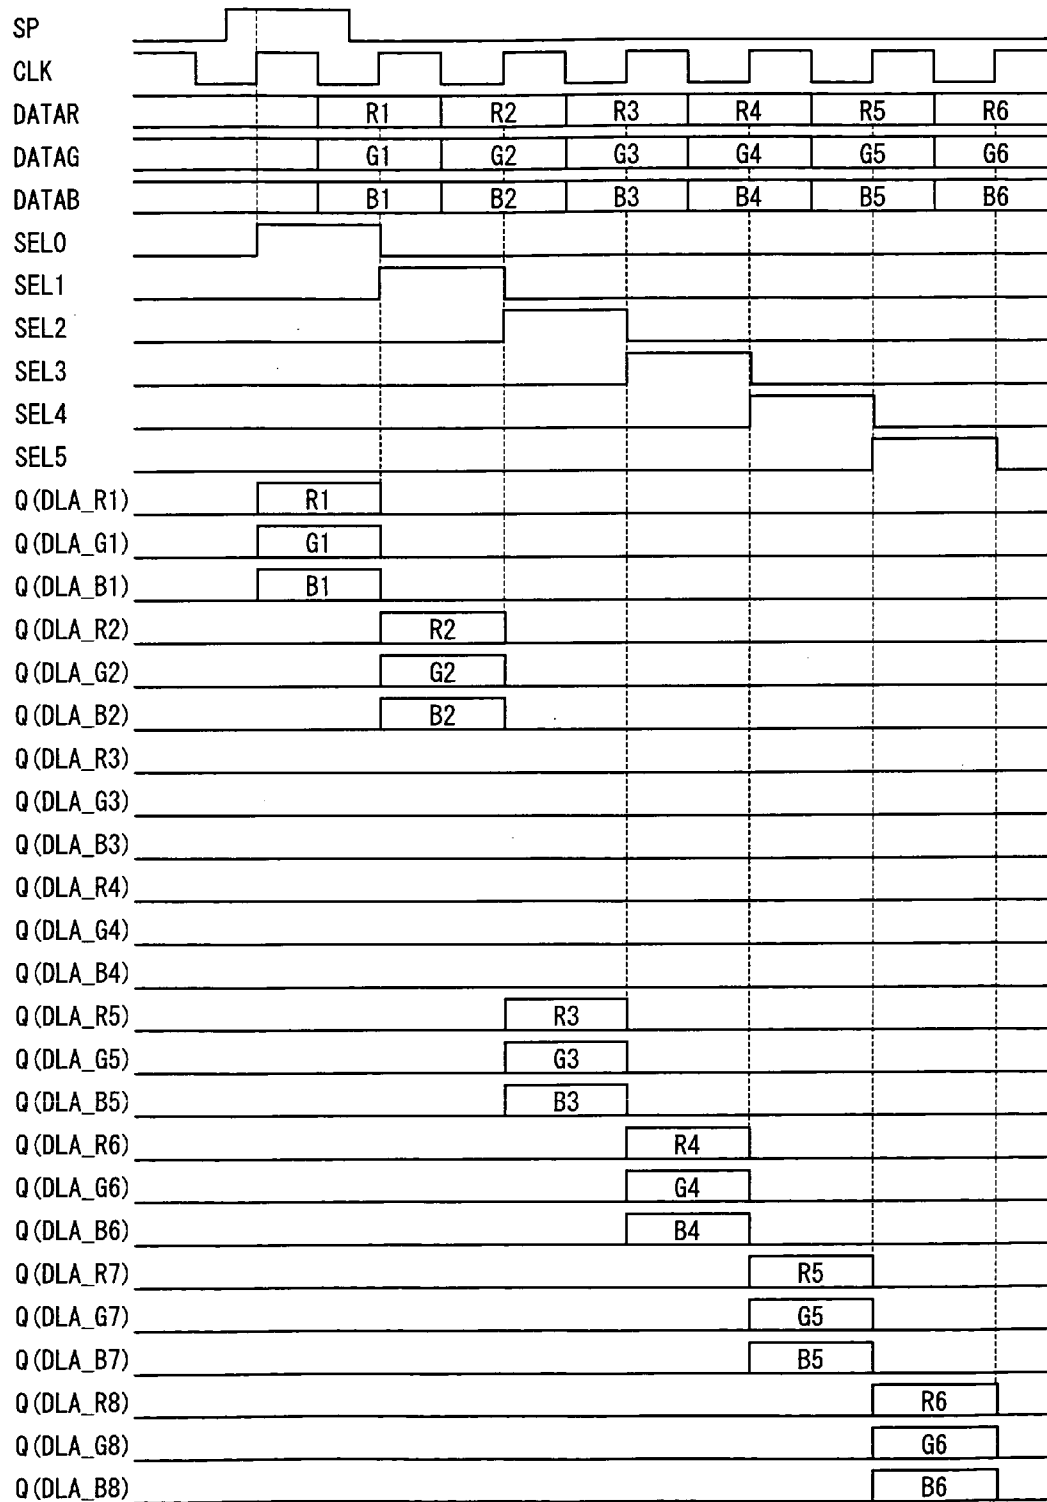 SP
CLK
DATAR R1 R2 R3 R4 R5 R6
DATAG G1 G2 G3 G4 G5 G6
DATAB B1 B2 B3 B4 B5 B6
SEL0
SEL1
SEL2
SEL3
SEL4
SEL5
Q(DLA_R1) R1
Q(DLA_G1) G1
Q(DLA_B1) B1
Q(DLA_R2) R2
Q(DLA_G2) G2
Q(DLA_B2) B2
Q(DLA_R3)
Q(DLA_G3)
Q(DLA_B3)
Q(DLA_R4)
Q(DLA_G4)
Q(DLA_B4)
Q(DLA_R5) R3
Q(DLA_G5) G3
Q(DLA_B5) B3
Q(DLA_R6) R4
Q(DLA_G6) G4
Q(DLA_B6) B4
Q(DLA_R7) R5
Q(DLA_G7) G5
Q(DLA_B7) B5
Q(DLA_R8) R6
Q(DLA_G8) G6
Q(DLA_B8) B6